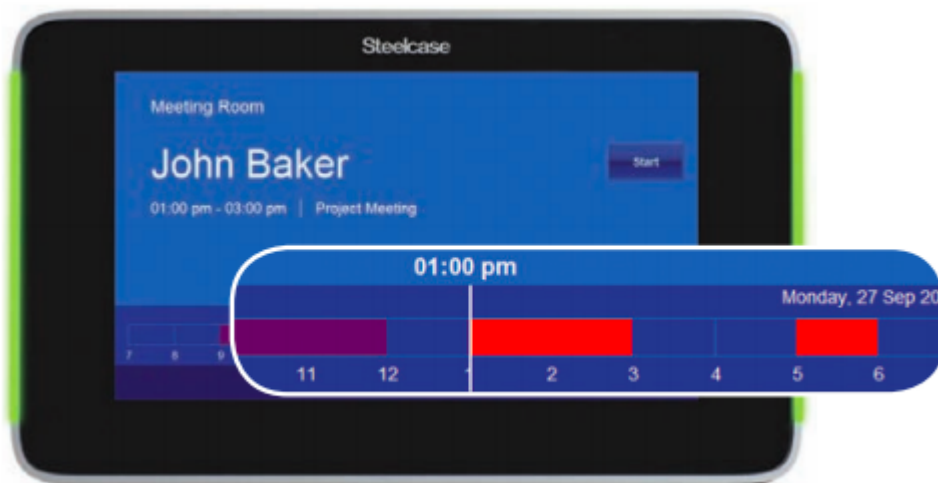 Steelcase
Meeting Room
John Baker
Start
01:00 pm - 03:00 pm | Project Meeting
01:00 pm
Monday, 27 Sep 20
7 8 9
11 12 1 2 3 4 5 6